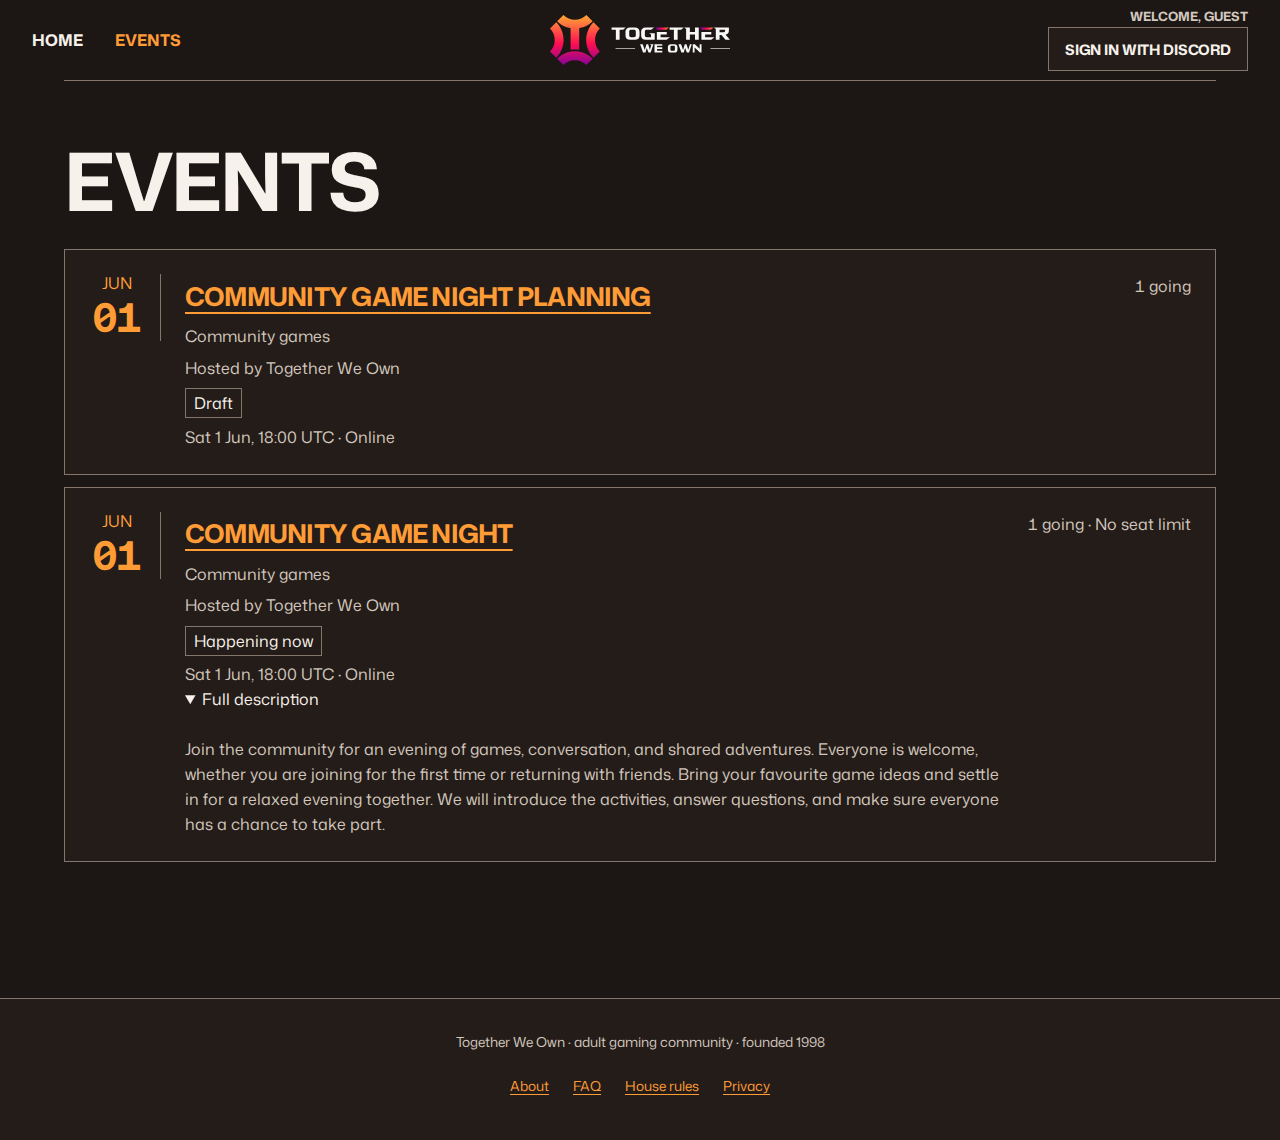 HOME
EVENTS
TOGETHER
WE OWN
WELCOME, GUEST
SIGN IN WITH DISCORD
EVENTS
JUN
01
COMMUNITY GAME NIGHT PLANNING
1 going
Community games
Hosted by Together We Own
Draft
Sat 1 Jun, 18:00 UTC · Online
JUN
01
COMMUNITY GAME NIGHT
1 going · No seat limit
Community games
Hosted by Together We Own
Happening now
Sat 1 Jun, 18:00 UTC · Online
▼ Full description
Join the community for an evening of games, conversation, and shared adventures. Everyone is welcome,
whether you are joining for the first time or returning with friends. Bring your favourite game ideas and settle
in for a relaxed evening together. We will introduce the activities, answer questions, and make sure everyone
has a chance to take part.
Together We Own · adult gaming community · founded 1998
About
FAQ
House rules
Privacy